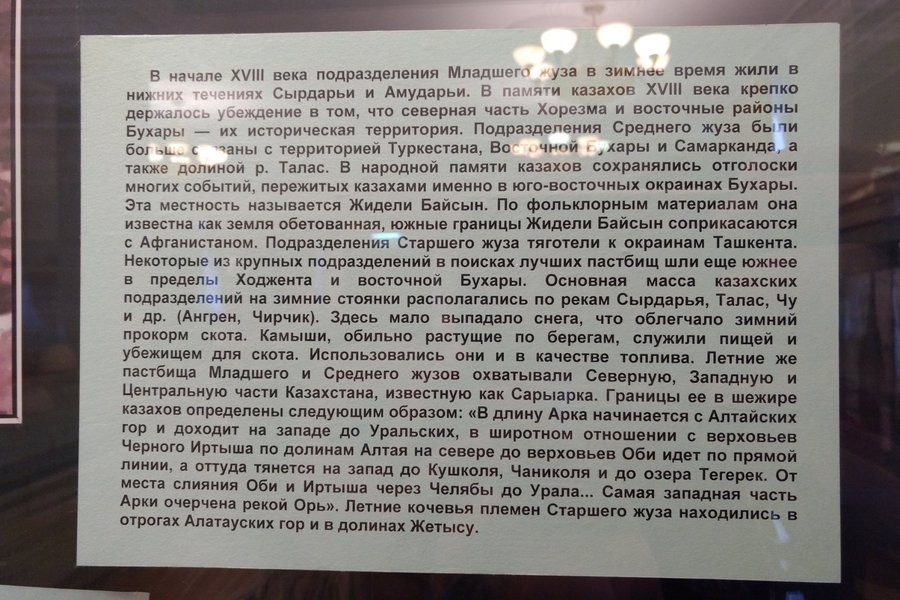 В начале XVIII века подразделения Младшего жуза в зимнее время жили в
нижних течениях Сырдарьи и Амударьи. В памяти казахов XVIII века крепко
держалось убеждение в том, что северная часть Хорезма и восточные районы
Бухары — их историческая территория. Подразделения Среднего жуза были
больше связаны с территорией Туркестана, Восточной Бухары и Самарканда, а
также долиной р. Талас. В народной памяти казахов сохранялись отголоски
многих событий, пережитых казахами именно в юго-восточных окраинах Бухары.
Эта местность называется Жидели Байсын. По фольклорным материалам она
известна как земля обетованная, южные границы Жидели Байсын соприкасаются
с Афганистаном. Подразделения Старшего жуза тяготели к окраинам Ташкента.
Некоторые из крупных подразделений в поисках лучших пастбищ шли еще южнее
в пределы Ходжента и восточной Бухары. Основная масса казахских
подразделений на зимние стоянки располагались по рекам Сырдарья, Талас, Чу
и др. (Ангрен, Чирчик). Здесь мало выпадало снега, что облегчало зимний
прокорм скота. Камыши, обильно растущие по берегам, служили пищей и
убежищем для скота. Использовались они и в качестве топлива. Летние же
пастбища Младшего и Среднего жузов охватывали Северную, Западную и
Центральную части Казахстана, известную как Сарыарка. Границы ее в шежире
казахов определены следующим образом: «В длину Арка начинается с Алтайских
гор и доходит на западе до Уральских, в широтном отношении с верховьев
Черного Иртыша по долинам Алтая на севере до верховьев Оби идет по прямой
линии, а оттуда тянется на запад до Кушколя, Чаниколя и до озера Тегерек. От
места слияния Оби и Иртыша через Челябы до Урала... Самая западная часть
Арки очерчена рекой Орь». Летние кочевья племен Старшего жуза находились в
отрогах Алатауских гор и в долинах Жетысу.